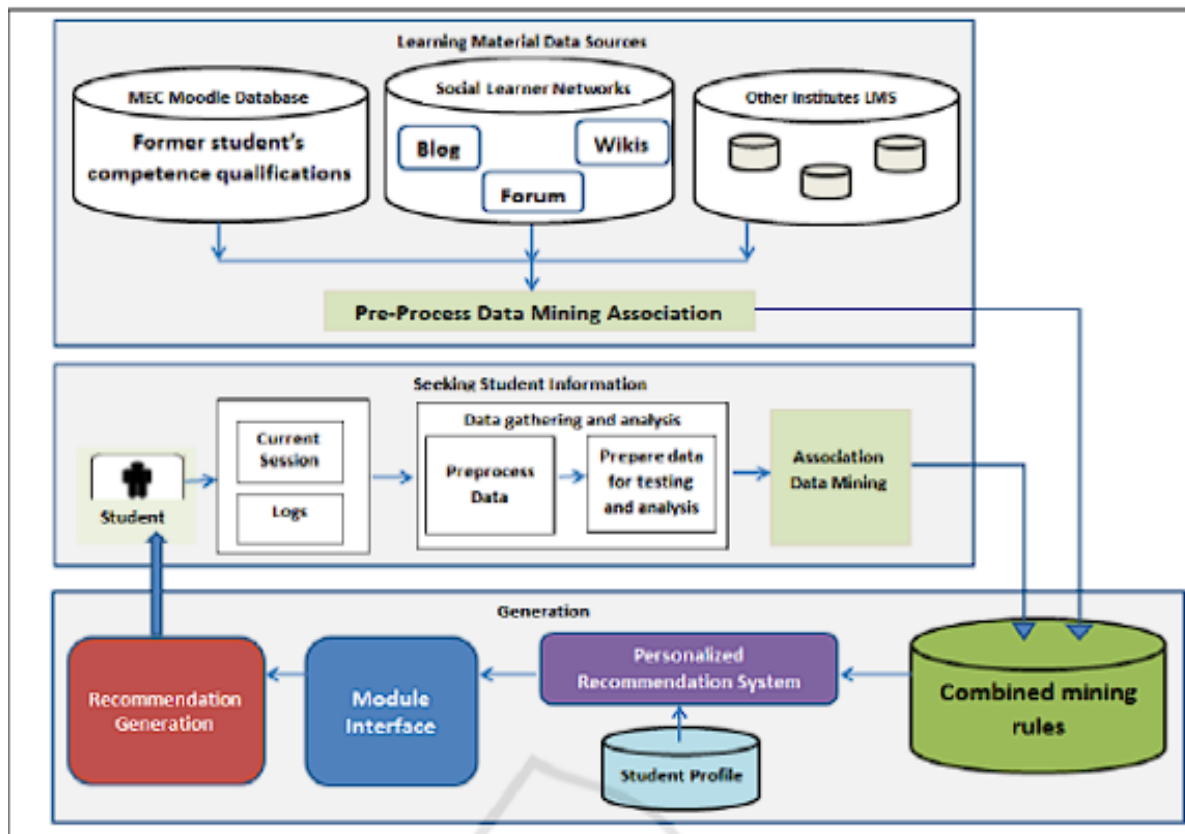 Learning Material Data Sources
MEC Moodle Database
Former student's
competence qualifications
Social Learner Networks
Blog
Wikis
Forum
Other Institutes LMS
Pre-Process Data Mining Association
Seeking Student Information
Student
Current
Session
Logs
Data gathering and analysis
Preprocess
Data
Prepare data
for testing
and analysis
Association
Data Mining
Generation
Recommendation
Generation
Module
Interface
Personalized
Recommendation System
Student Profile
Combined mining
rules